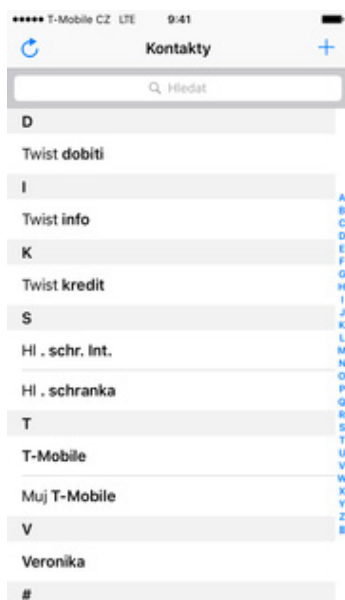 T-Mobile CZ LTE 9:41
Kontakty +
Hledat
D
Twist dobiti
I
Twist info
K
Twist kredit
S
Hl . schr. Int.
Hl . schranka
T
T-Mobile
Muj T-Mobile
V
Veronika
#
A
B
C
D
E
F
G
H
I
J
K
L
M
N
O
P
Q
R
S
T
U
V
W
X
Y
Z
#